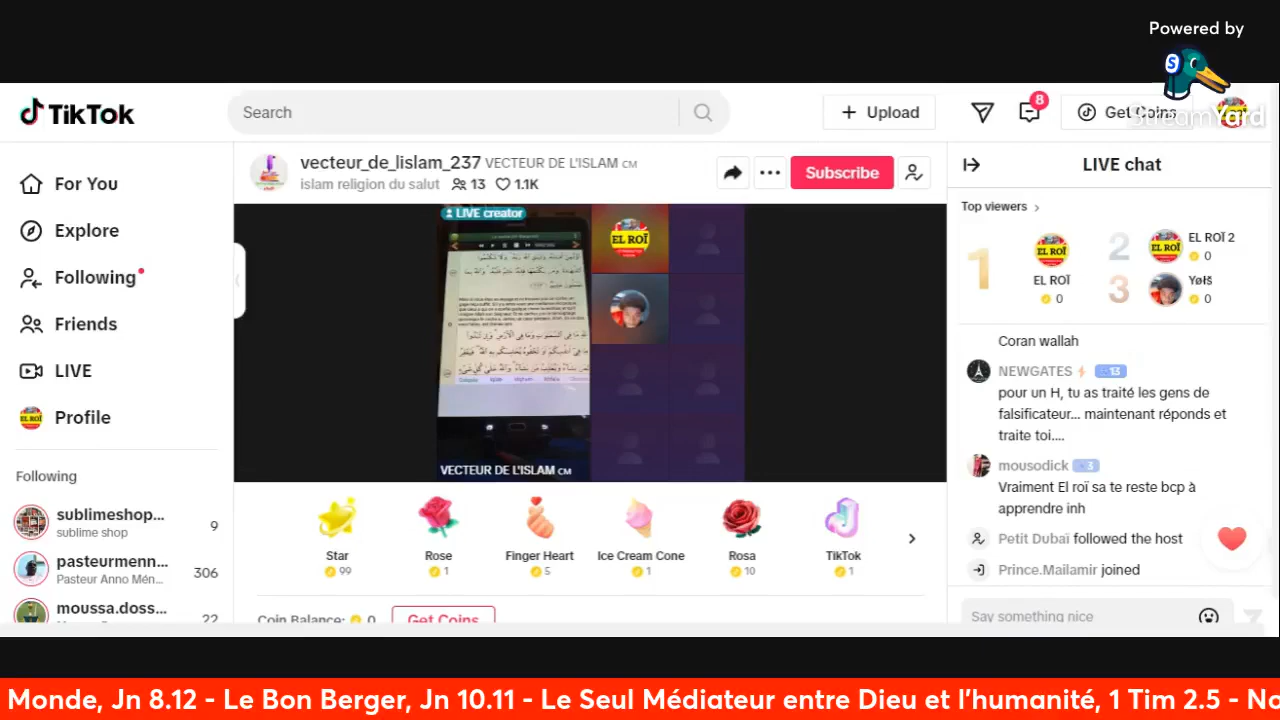 Powered by
StreamYard
TikTok
Search
Upload
8
Get Coins
For You
Explore
Following
Friends
LIVE
Profile
Following
sublimeshop...
sublime shop
9
pasteurmenn...
Pasteur Anno Mén...
306
moussa.doss...
22
vecteur_de_lislam_237 VECTEUR DE L'ISLAM CM
islam religion du salut 13 1.1K
Subscribe
LIVE creator
EL ROÏ
VECTEUR DE L'ISLAM CM
Star
99
Rose
1
Finger Heart
5
Ice Cream Cone
1
Rosa
10
TikTok
1
Coin Balance: 0
Get Coins
LIVE chat
Top viewers
1
EL ROÏ
EL ROÏ
0
2
EL ROÏ
EL ROÏ 2
0
3
Yøłš
0
Coran wallah
NEWGATES 13
pour un H, tu as traité les gens de
falsificateur... maintenant réponds et
traite toi....
mousodick 3
Vraiment El roï sa te reste bcp à
apprendre inh
Petit Dubaï followed the host
Prince.Mailamir joined
Say something nice
Monde, Jn 8.12 - Le Bon Berger, Jn 10.11 - Le Seul Médiateur entre Dieu et l'humanité, 1 Tim 2.5 - No